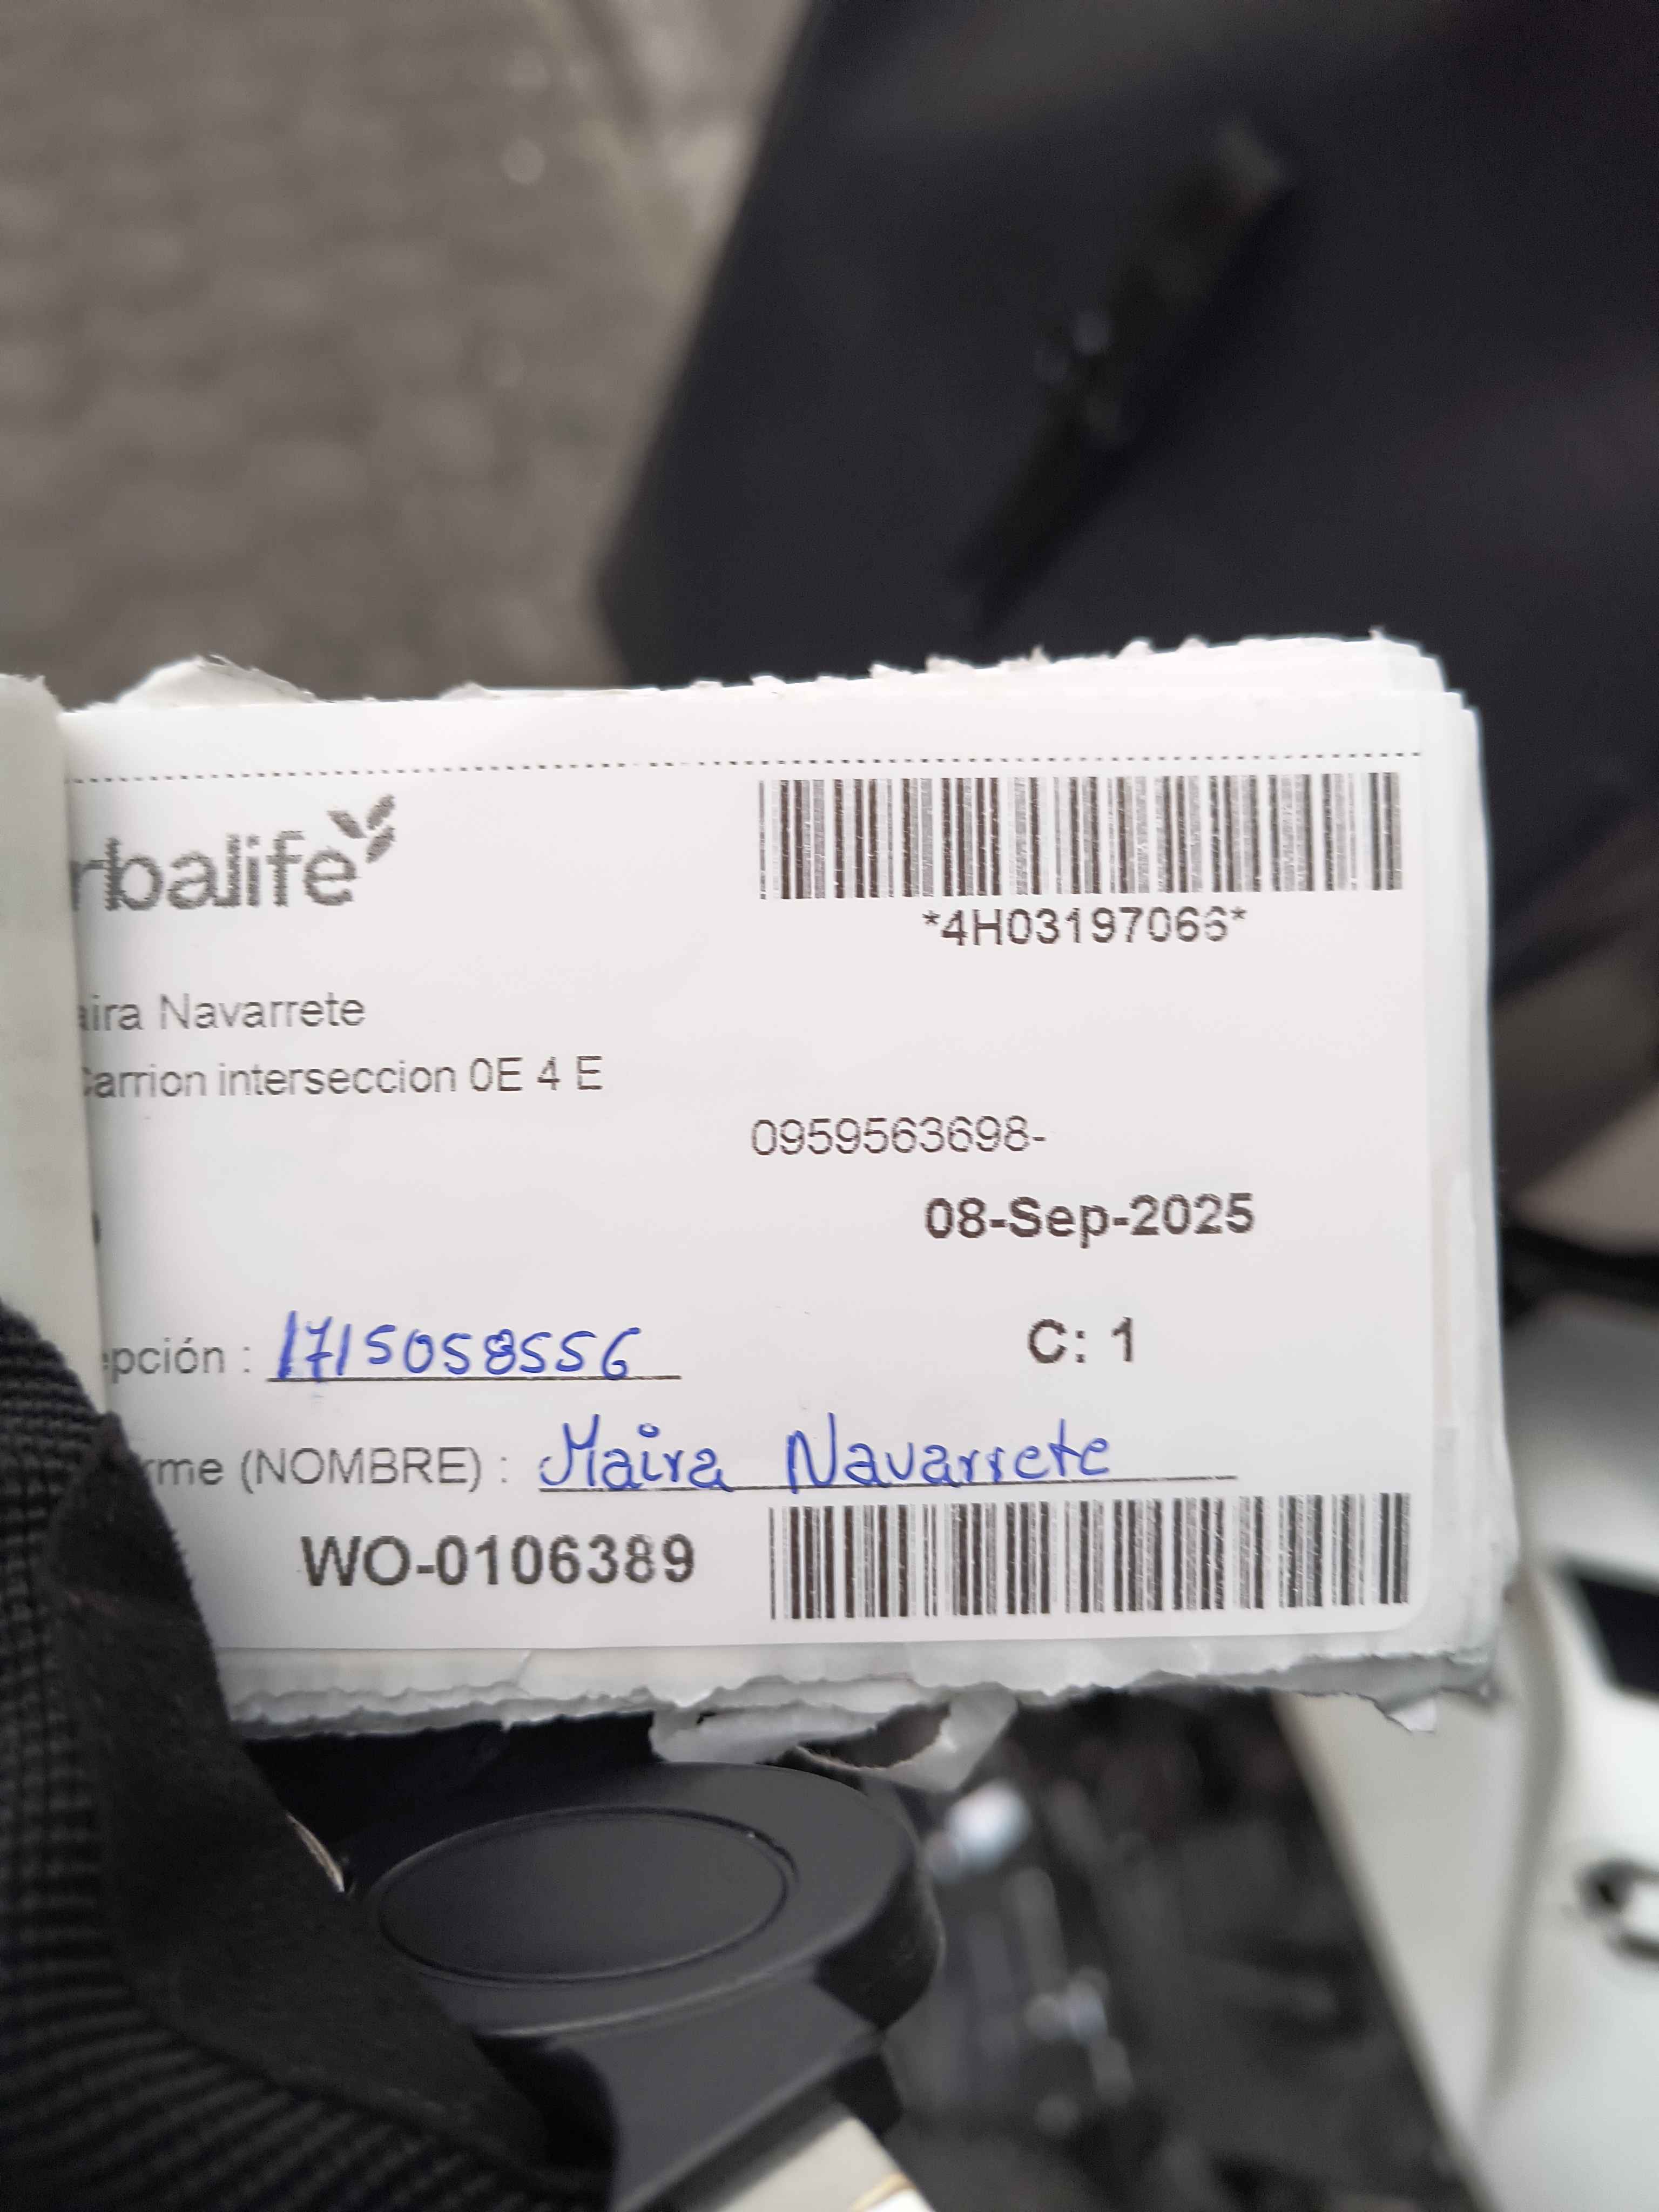 rbalife
*4H03197066*
aira Navarrete
Carrion interseccion 0E 4 E
0959563698-
08-Sep-2025
epción : 1715058556
C: 1
rme (NOMBRE) : Maira Navarrete
WO-0106389